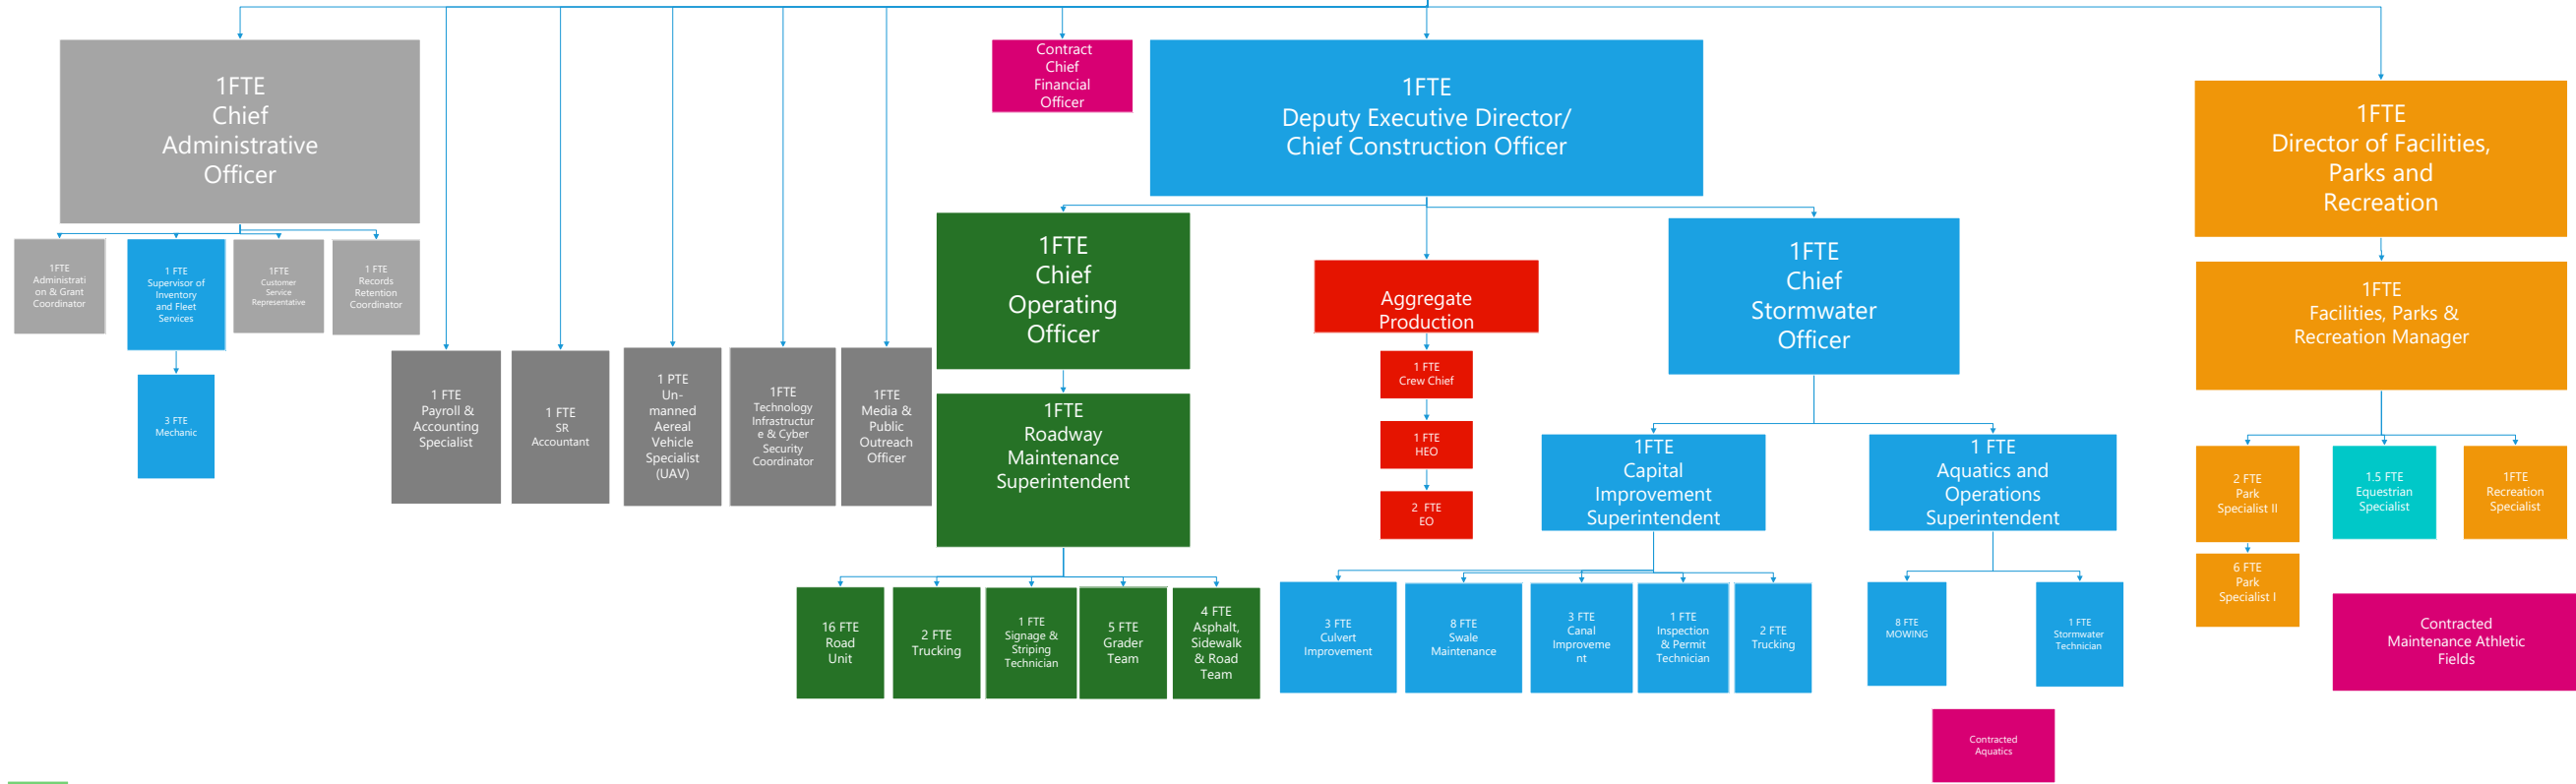 Contract
Chief
Financial
Officer
1FTE
Chief
Administrative
Officer
1FTE
Deputy Executive Director/
Chief Construction Officer
1FTE
Director of Facilities,
Parks and
Recreation
1FTE
Administrati
on & Grant
Coordinator
1 FTE
Supervisor of
Inventory
and Fleet
Services
1FTE
Customer
Service
Representative
1 FTE
Records
Retention
Coordinator
3 FTE
Mechanic
1 FTE
Payroll &
Accounting
Specialist
1 FTE
SR
Accountant
1 PTE
Un-
manned
Aereal
Vehicle
Specialist
(UAV)
1FTE
Technology
Infrastructur
e & Cyber
Security
Coordinator
1FTE
Media &
Public
Outreach
Officer
1FTE
Chief
Operating
Officer
1FTE
Roadway
Maintenance
Superintendent
16 FTE
Road
Unit
2 FTE
Trucking
1 FTE
Signage &
Striping
Technician
5 FTE
Grader
Team
4 FTE
Asphalt,
Sidewalk
& Road
Team
Aggregate
Production
1 FTE
Crew Chief
1 FTE
HEO
2 FTE
EO
1FTE
Chief
Stormwater
Officer
1FTE
Capital
Improvement
Superintendent
1 FTE
Aquatics and
Operations
Superintendent
3 FTE
Culvert
Improvement
8 FTE
Swale
Maintenance
3 FTE
Canal
Improveme
nt
1 FTE
Inspection
& Permit
Technician
2 FTE
Trucking
8 FTE
MOWING
1 FTE
Stormwater
Technician
Contracted
Aquatics
1FTE
Facilities, Parks &
Recreation Manager
2 FTE
Park
Specialist II
1.5 FTE
Equestrian
Specialist
1FTE
Recreation
Specialist
6 FTE
Park
Specialist I
Contracted
Maintenance Athletic
Fields